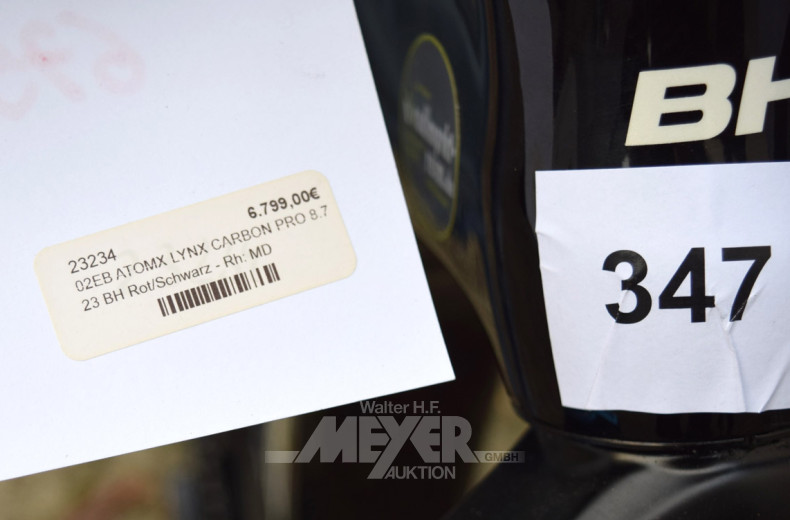 6.799,00€
23234
02EB ATOMX LYNX CARBON PRO 8.7
23 BH Rot/Schwarz - Rh: MD
BH
347
Walter H.F.
MEYER
GMBH
AUKTION